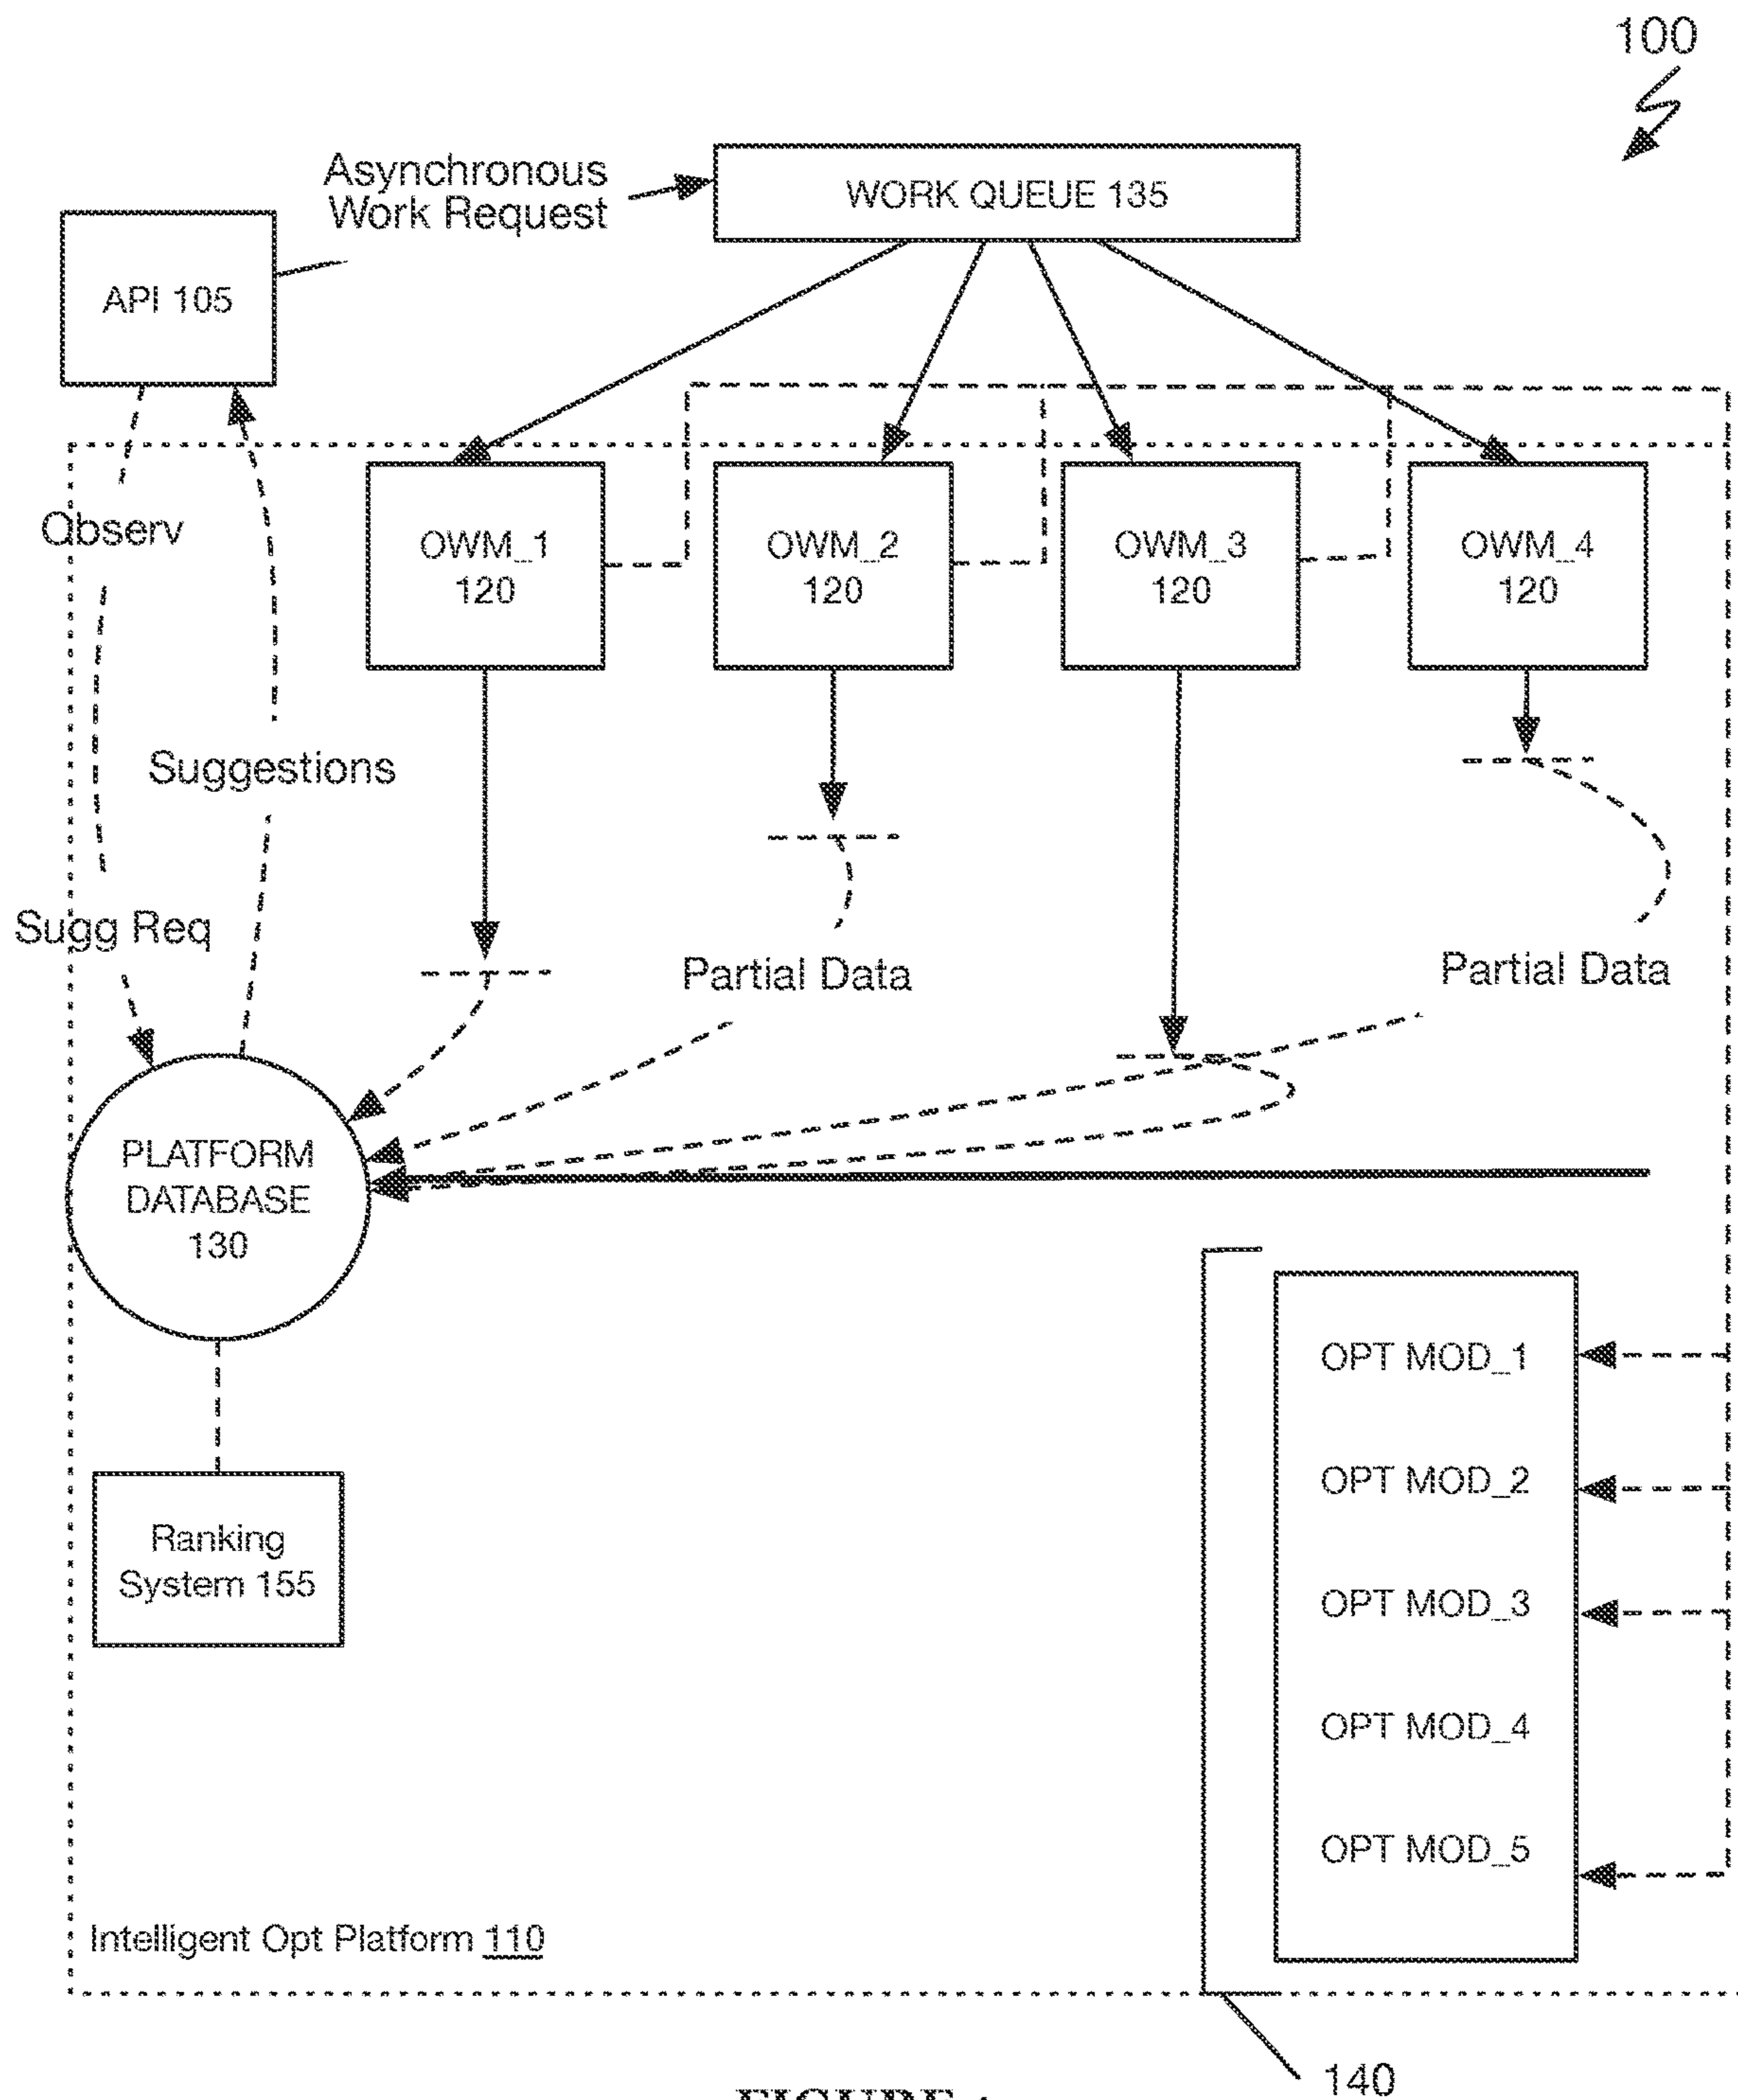 100
Asynchronous
Work Request
WORK QUEUE 135
API 105
Observ
OWM_1
120
OWM_2
120
OWM_3
120
OWM_4
120
Suggestions
Sugg Req
Partial Data
Partial Data
PLATFORM
DATABASE
130
OPT MOD_1
OPT MOD_2
OPT MOD_3
OPT MOD_4
OPT MOD_5
Ranking
System 155
Intelligent Opt Platform 110
140
FIGURE